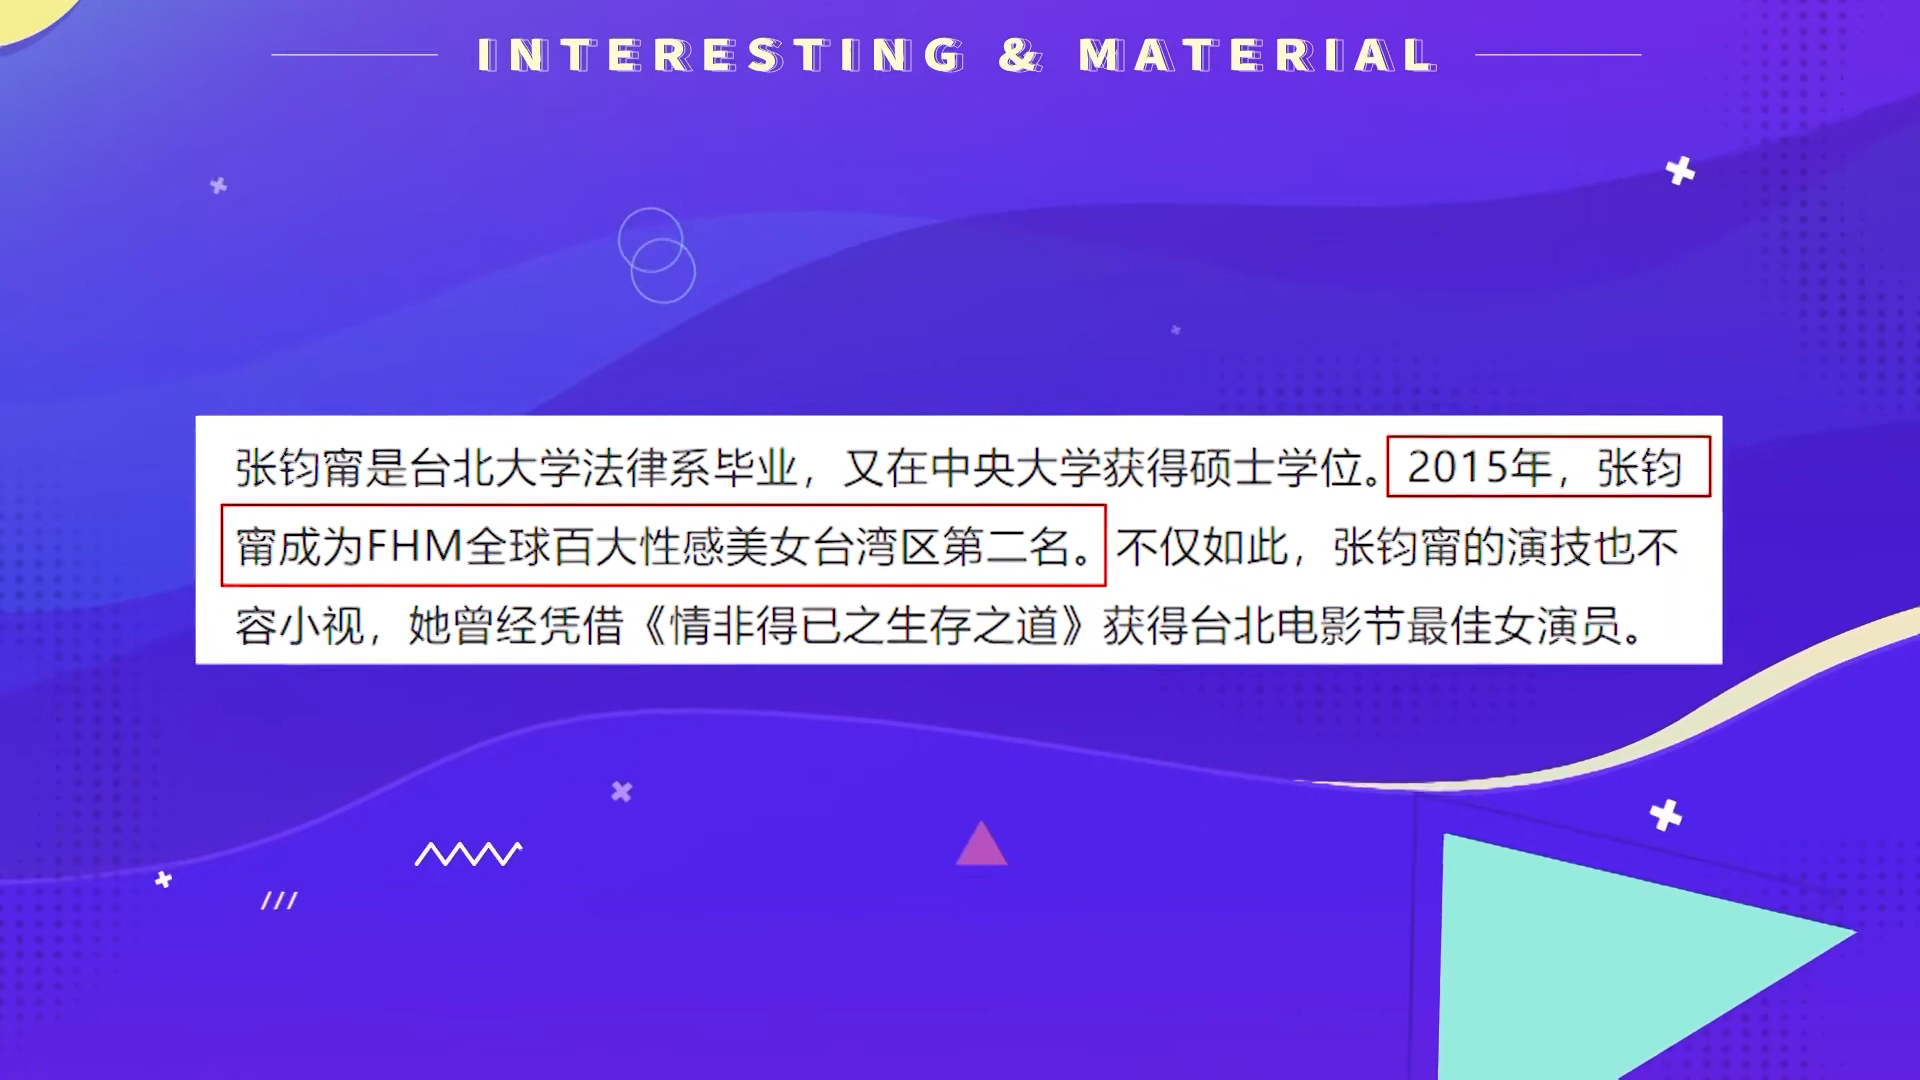 INTERESTING & MATERIAL
张钧甯是台北大学法律系毕业，又在中央大学获得硕士学位。2015年，张钧
甯成为FHM全球百大性感美女台湾区第二名。不仅如此，张钧甯的演技也不
容小视，她曾经凭借《情非得已之生存之道》获得台北电影节最佳女演员。